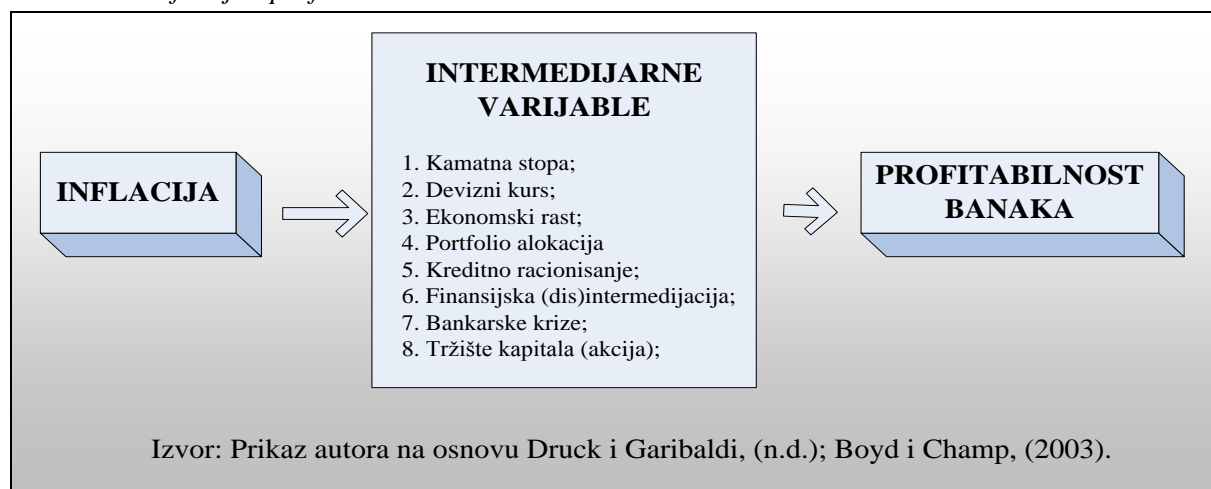 INFLACIJA
INTERMEDIJARNE
VARIJABLE
1. Kamatna stopa;
2. Devizni kurs;
3. Ekonomski rast;
4. Portfolio alokacija
5. Kreditno racionisanje;
6. Finansijska (dis)intermedijacija;
7. Bankarske krize;
8. Tržište kapitala (akcija);
PROFITABILNOST
BANAKA
Izvor: Prikaz autora na osnovu Druck i Garibaldi, (n.d.); Boyd i Champ, (2003).